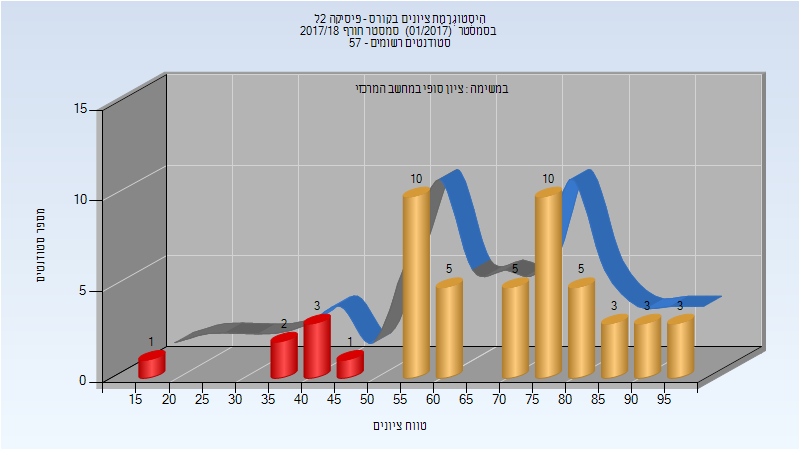 היסטוגרמת ציונים בקורס - פיסיקה 2ל
בסמסטר (01/2017) סמסטר חורף 2017/18
סטודנטים רשומים - 57
במשימה : ציון סופי במחשב המרכזי
מספר סטודנטים
15
10
5
0
1
2
3
1
10
5
5
10
5
3
3
3
15 20 25 30 35 40 45 50 55 60 65 70 75 80 85 90 95
טווח ציונים